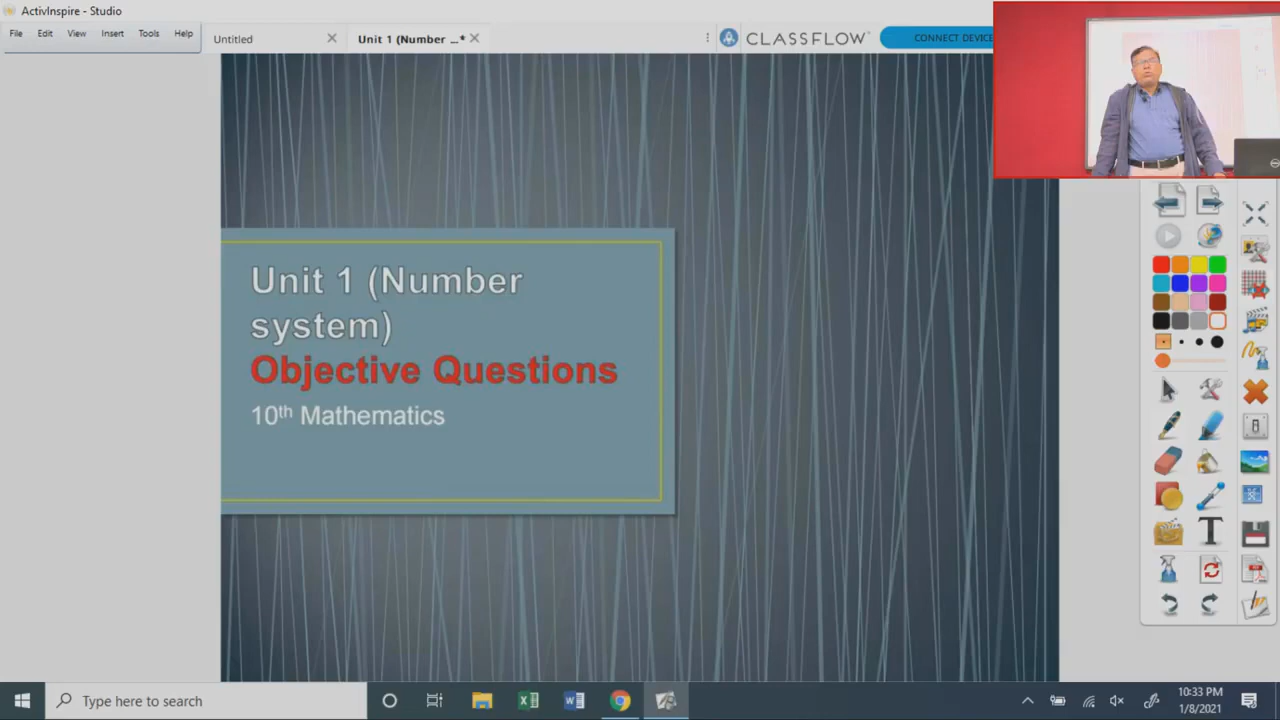 ActivInspire - Studio
File Edit View Insert Tools Help
Untitled
Unit 1 (Number ...*
CLASSFLOW
CONNECT DEVICE
Unit 1 (Number
system)
Objective Questions
10th Mathematics
T
Type here to search
10:33 PM
1/8/2021